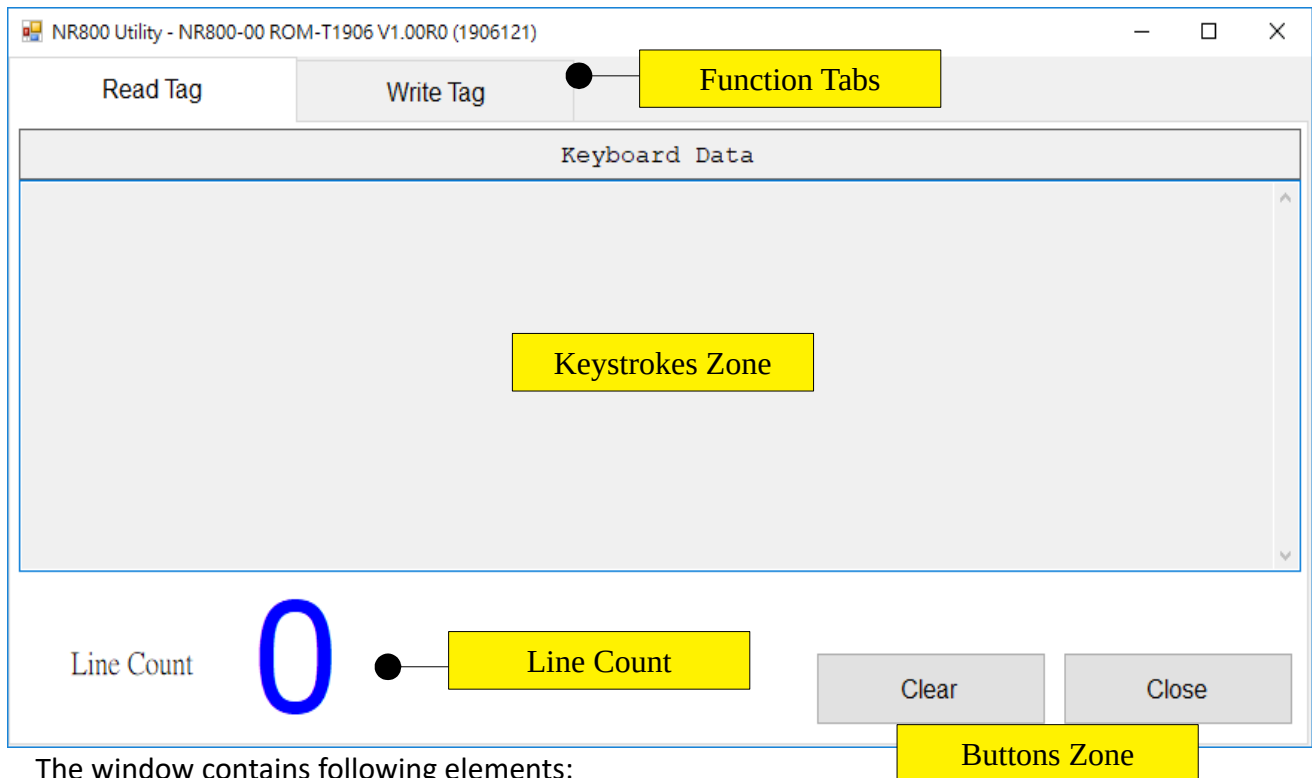 NR800 Utility - NR800-00 ROM-T1906 V1.00R0 (1906121)
Read Tag Write Tag Function Tabs
Keyboard Data
Keystrokes Zone
Line Count 0 Line Count
Clear Close
Buttons Zone
The window contains following elements: